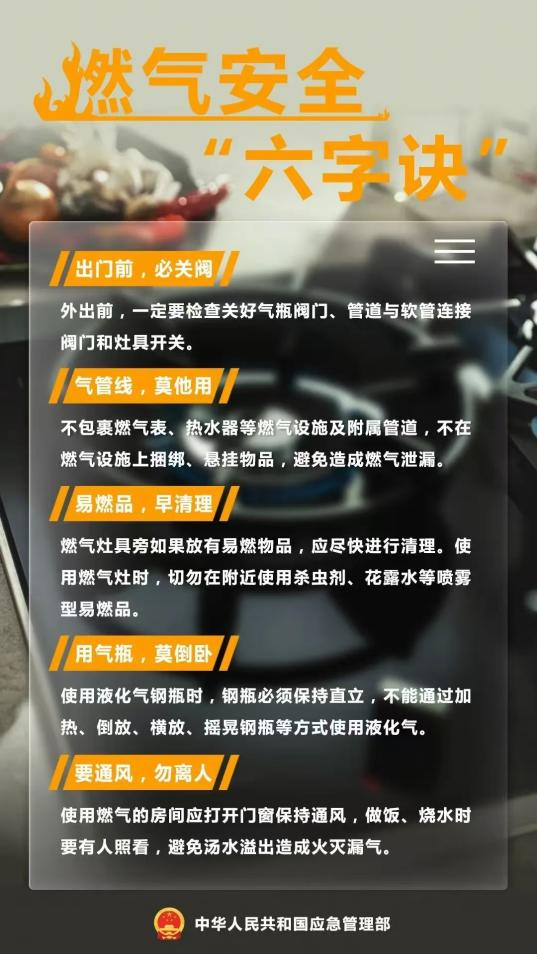 燃气安全
“六字诀”
出门前，必关阀
外出前，一定要检查关好气瓶阀门、管道与软管连接
阀门和灶具开关。
气管线，莫他用
不包裹燃气表、热水器等燃气设施及附属管道，不在
燃气设施上捆绑、悬挂物品，避免造成燃气泄漏。
易燃品，早清理
燃气灶具旁如果放有易燃物品，应尽快进行清理。使
用燃气灶时，切勿在附近使用杀虫剂、花露水等喷雾
型易燃品。
用气瓶，莫倒卧
使用液化气钢瓶时，钢瓶必须保持直立，不能通过加
热、倒放、横放、摇晃钢瓶等方式使用液化气。
要通风，勿离人
使用燃气的房间应打开门窗保持通风，做饭、烧水时
要有人照看，避免汤水溢出造成火灭漏气。
中华人民共和国应急管理部